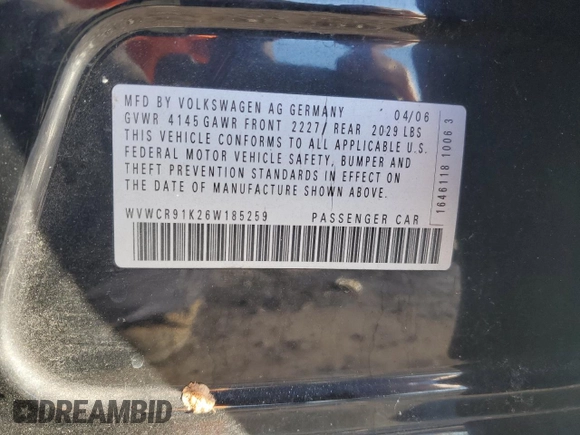 MFD BY VOLKSWAGEN AG GERMANY 04/06
GVWR 4145 GAWR FRONT 2227 REAR 2029 LBS
THIS VEHICLE CONFORMS TO ALL APPLICABLE U.S.
FEDERAL MOTOR VEHICLE SAFETY, BUMPER AND
THEFT PREVENTION STANDARDS IN EFFECT ON
THE DATE OF MANUFACTURE SHOWN ABOVE.
WVWCR91K26W185259 PASSENGER CAR
1646118 1006 3
DREAMBID